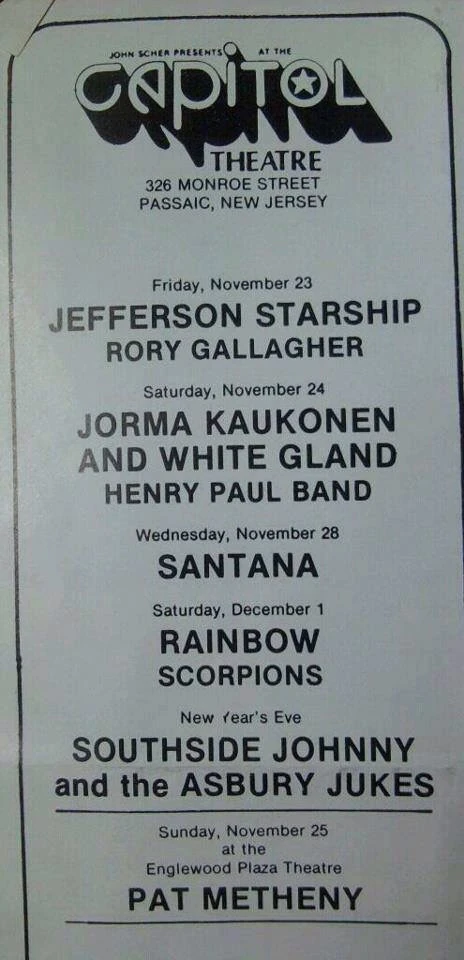 JOHN SCHER PRESENTS AT THE
CAPITOL
THEATRE
326 MONROE STREET
PASSAIC, NEW JERSEY
Friday, November 23
JEFFERSON STARSHIP
RORY GALLAGHER
Saturday, November 24
JORMA KAUKONEN
AND WHITE GLAND
HENRY PAUL BAND
Wednesday, November 28
SANTANA
Saturday, December 1
RAINBOW
SCORPIONS
New Year's Eve
SOUTHSIDE JOHNNY
and the ASBURY JUKES
Sunday, November 25
at the
Englewood Plaza Theatre
PAT METHENY